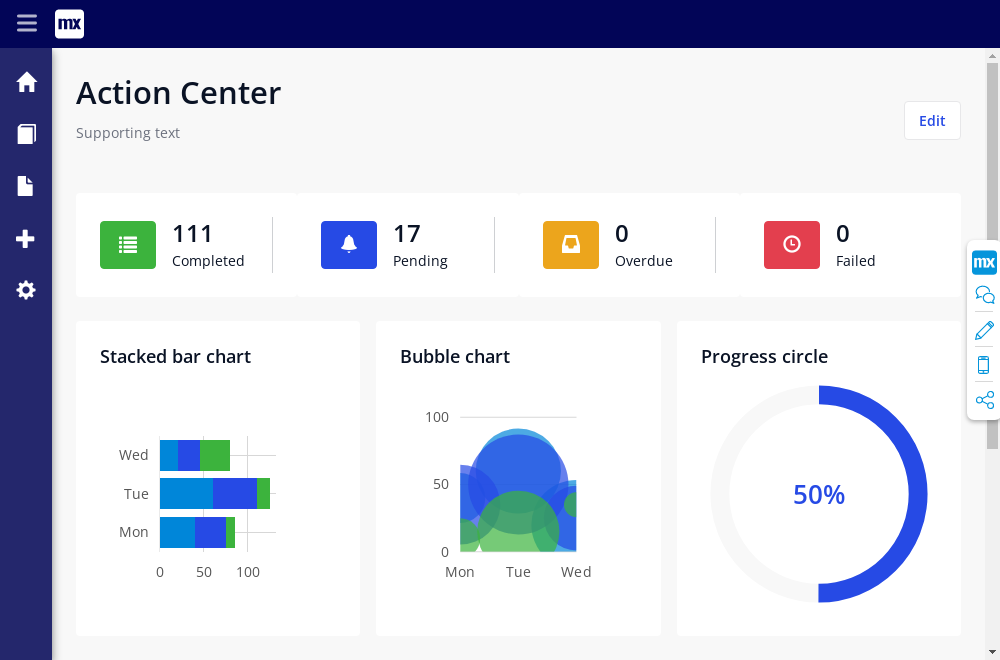 mx
Action Center
Supporting text
Edit
111
Completed
17
Pending
0
Overdue
0
Failed
mx
Stacked bar chart
Wed
Tue
Mon
0 50 100
Bubble chart
100
50
0
Mon Tue Wed
Progress circle
50%